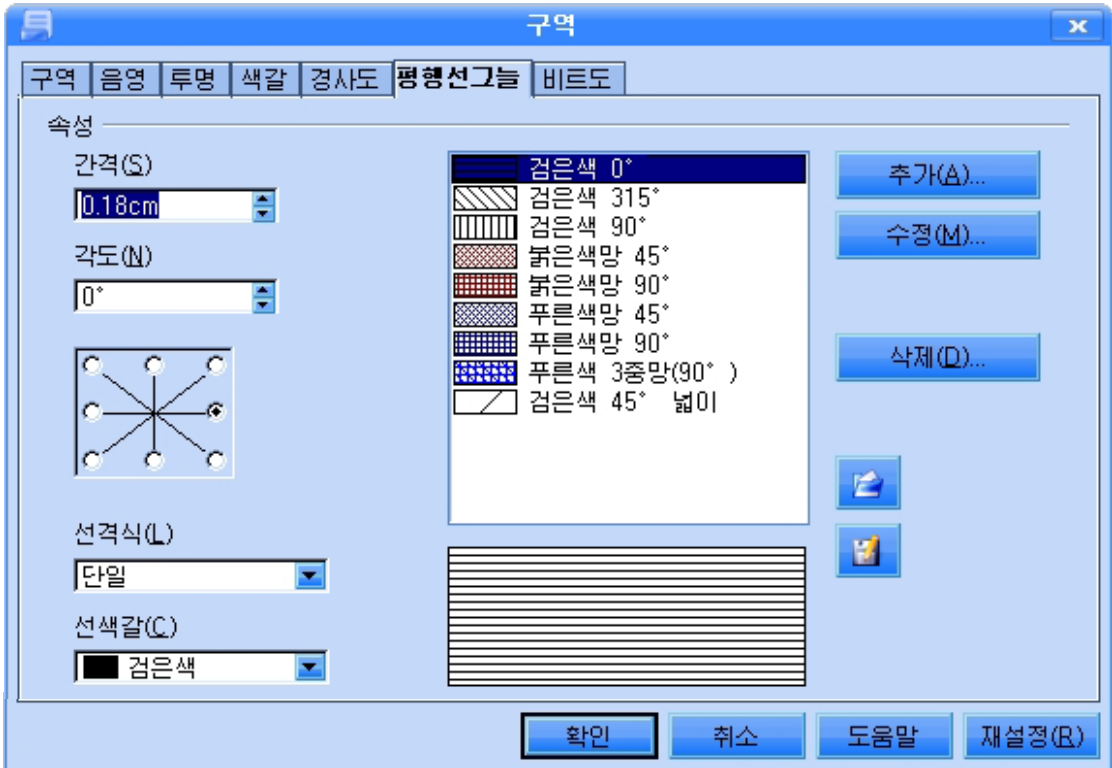 구역
구역 음영 투명 색갈 경사도 평행선그늘 비트도
속성
간격(S)
0.18cm
각도(N)
0°
선격식(L)
단일
선색갈(C)
검은색
검은색 0°
검은색 315°
검은색 90°
붉은색망 45°
붉은색망 90°
푸른색망 45°
푸른색망 90°
푸른색 3중망(90° )
검은색 45° 넓이
추가(A)...
수정(M)...
삭제(D)...
확인 취소 도움말 재설정(R)